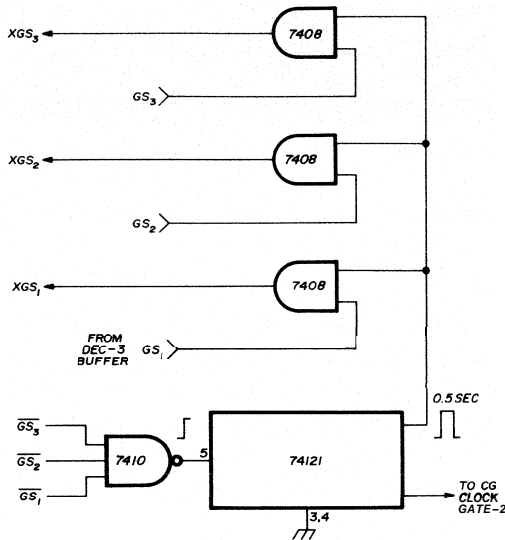 XGS3
7408
GS3
XGS2
7408
GS2
XGS1
7408
FROM
DEC-3
BUFFER
GS1
0.5 SEC
GS3
GS2
GS1
7410
5
74121
3,4
TO CG
CLOCK
GATE-2